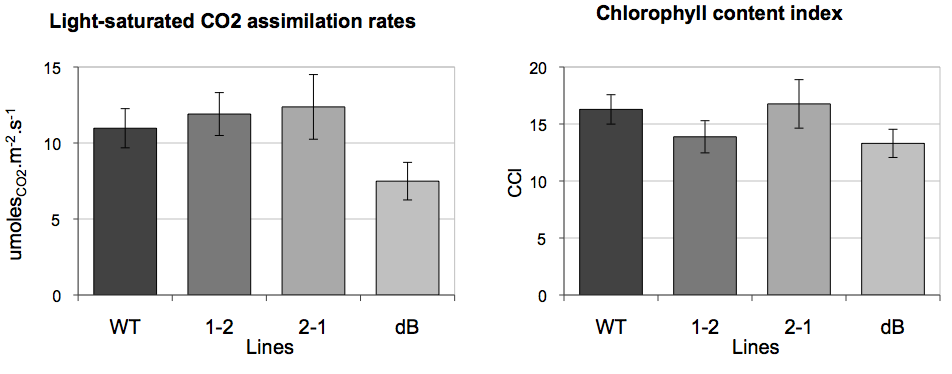 Light-saturated CO2 assimilation rates
15
10
5
0
umolesCO2.m-2.s-1
WT 1-2 2-1 dB
Lines
Chlorophyll content index
20
15
10
5
0
CCI
WT 1-2 2-1 dB
Lines